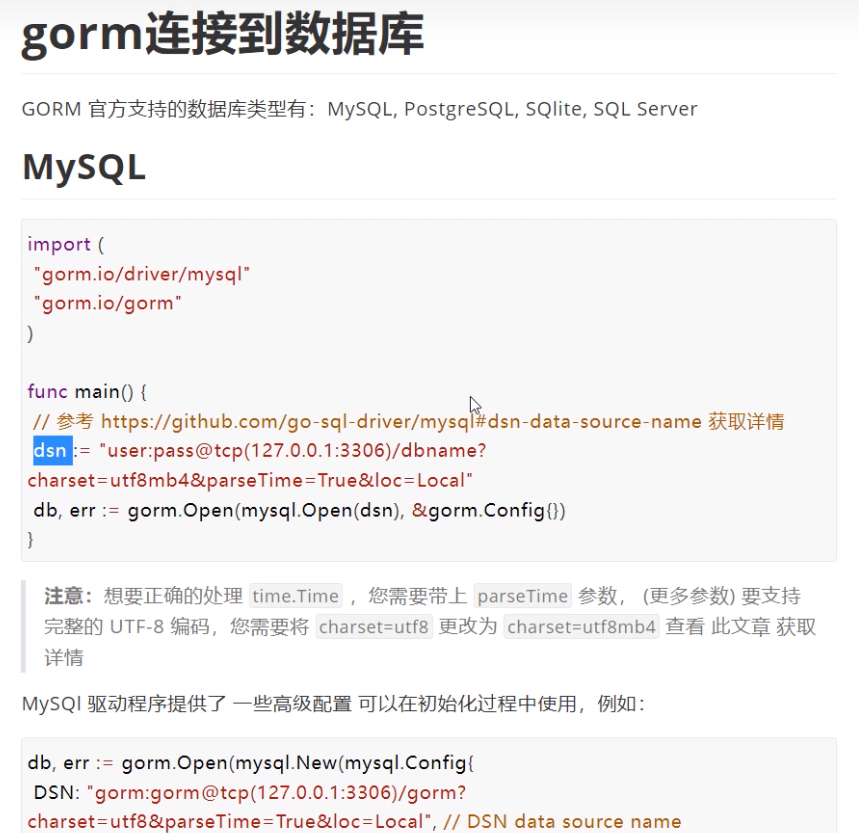 gorm连接到数据库
GORM 官方支持的数据库类型有：MySQL, PostgreSQL, SQlite, SQL Server
MySQL
import (
"gorm.io/driver/mysql"
"gorm.io/gorm"
)
func main() {
// 参考 https://github.com/go-sql-driver/mysql#dsn-data-source-name 获取详情
dsn := "user:pass@tcp(127.0.0.1:3306)/dbname?
charset=utf8mb4&parseTime=True&loc=Local"
db, err := gorm.Open(mysql.Open(dsn), &gorm.Config{})
}
注意：想要正确的处理 time.Time ，您需要带上 parseTime 参数， (更多参数) 要支持
完整的 UTF-8 编码，您需要将 charset=utf8 更改为 charset=utf8mb4 查看 此文章 获取
详情
MySQl 驱动程序提供了 一些高级配置 可以在初始化过程中使用，例如：
db, err := gorm.Open(mysql.New(mysql.Config{
DSN: "gorm:gorm@tcp(127.0.0.1:3306)/gorm?
charset=utf8&parseTime=True&loc=Local", // DSN data source name